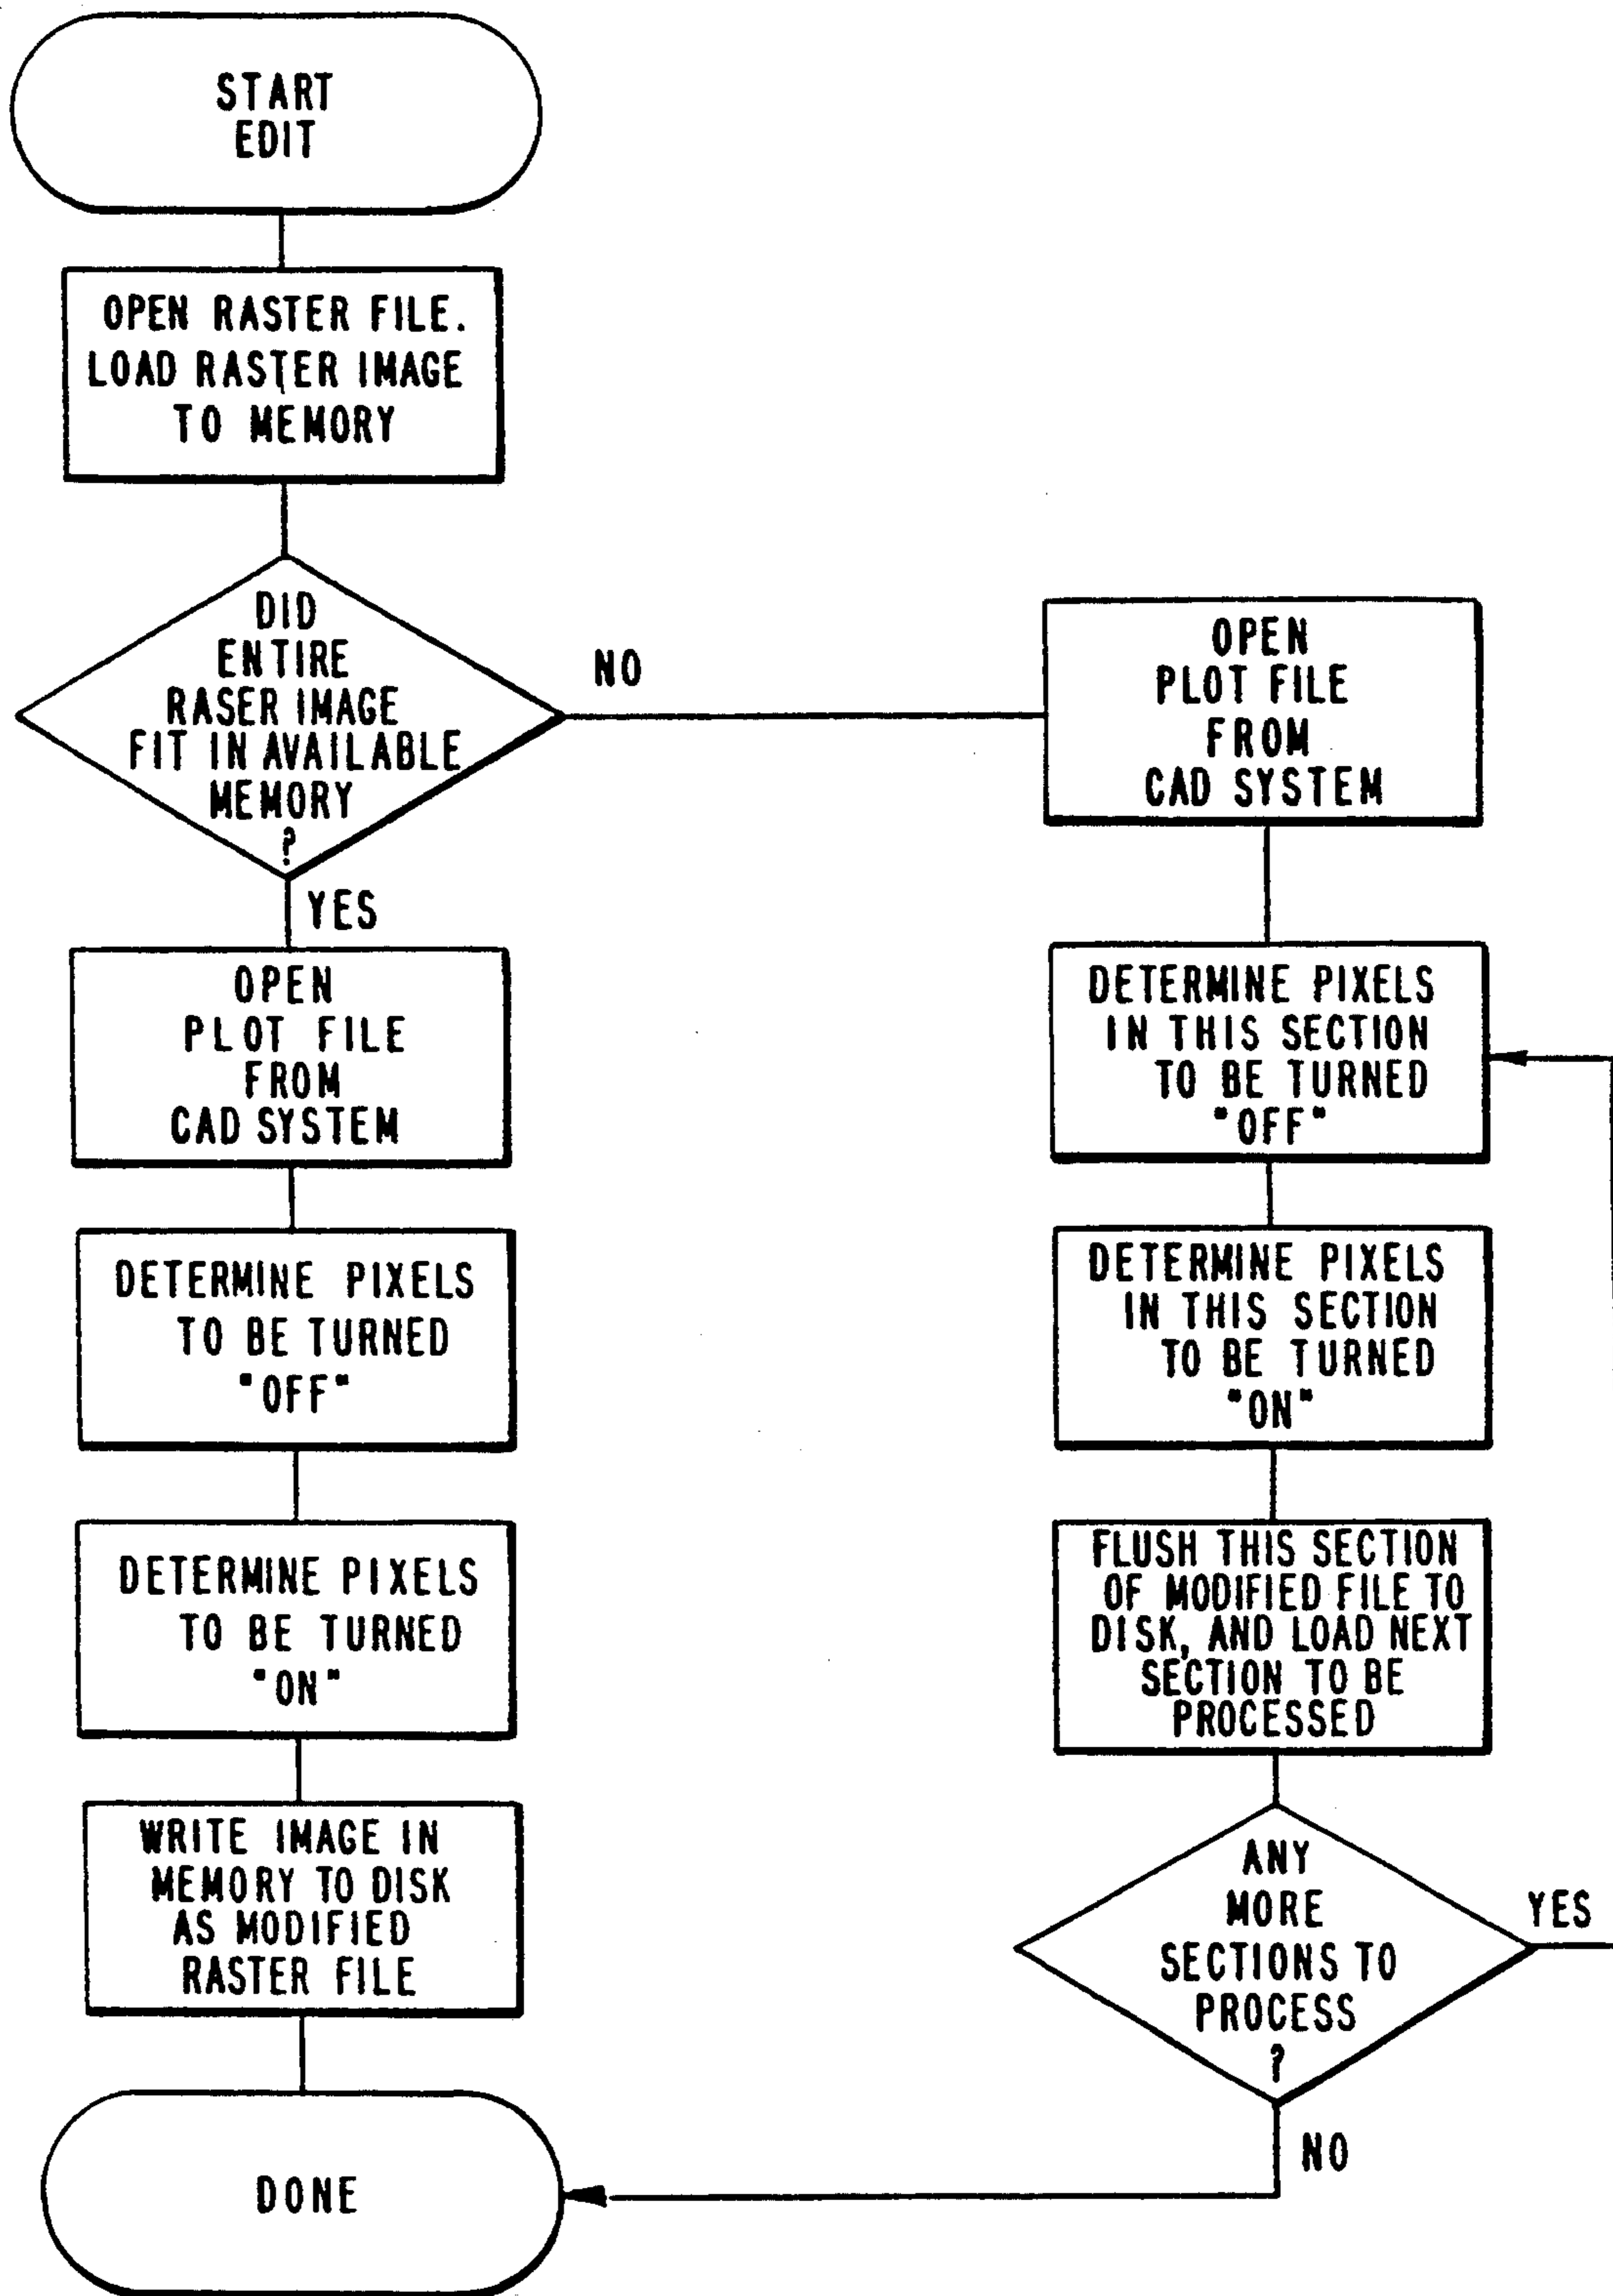 START
EDIT
OPEN RASTER FILE.
LOAD RASTER IMAGE
TO MEMORY
DID
ENTIRE
RASER IMAGE
FIT IN AVAILABLE
MEMORY
?
NO
YES
OPEN
PLOT FILE
FROM
CAD SYSTEM
DETERMINE PIXELS
TO BE TURNED
"OFF"
DETERMINE PIXELS
TO BE TURNED
"ON"
WRITE IMAGE IN
MEMORY TO DISK
AS MODIFIED
RASTER FILE
OPEN
PLOT FILE
FROM
CAD SYSTEM
DETERMINE PIXELS
IN THIS SECTION
TO BE TURNED
"OFF"
DETERMINE PIXELS
IN THIS SECTION
TO BE TURNED
"ON"
FLUSH THIS SECTION
OF MODIFIED FILE TO
DISK, AND LOAD NEXT
SECTION TO BE
PROCESSED
ANY
MORE
SECTIONS TO
PROCESS
?
YES
NO
DONE